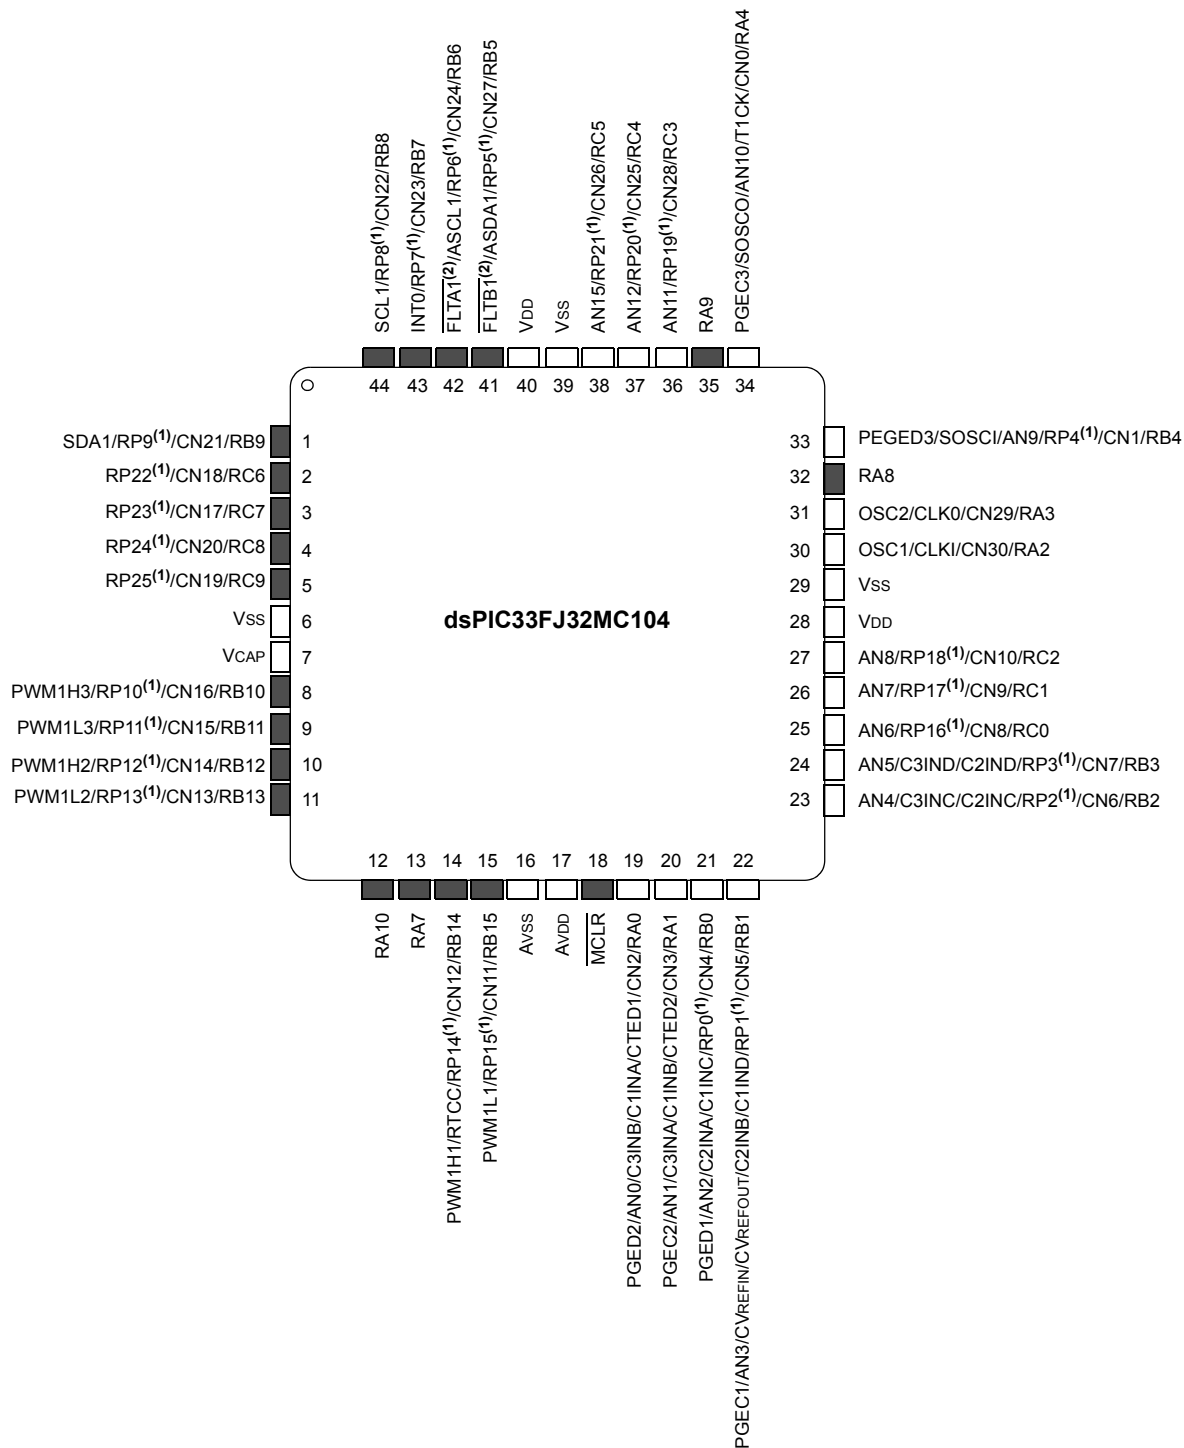 SCL1/RP8(1)/CN22/RB8
INT0/RP7(1)/CN23/RB7
FLTA1(2)/ASCL1/RP6(1)/CN24/RB6
FLTB1(2)/ASDA1/RP5(1)/CN27/RB5
VDD
VSS
AN15/RP21(1)/CN26/RC5
AN12/RP20(1)/CN25/RC4
AN11/RP19(1)/CN28/RC3
RA9
PGEC3/SOSCO/AN10/T1CK/CN0/RA4
44 43 42 41 40 39 38 37 36 35 34
SDA1/RP9(1)/CN21/RB9 1
RP22(1)/CN18/RC6 2
RP23(1)/CN17/RC7 3
RP24(1)/CN20/RC8 4
RP25(1)/CN19/RC9 5
VSS 6
VCAP 7
PWM1H3/RP10(1)/CN16/RB10 8
PWM1L3/RP11(1)/CN15/RB11 9
PWM1H2/RP12(1)/CN14/RB12 10
PWM1L2/RP13(1)/CN13/RB13 11
dsPIC33FJ32MC104
33 PEGED3/SOSCI/AN9/RP4(1)/CN1/RB4
32 RA8
31 OSC2/CLK0/CN29/RA3
30 OSC1/CLKI/CN30/RA2
29 VSS
28 VDD
27 AN8/RP18(1)/CN10/RC2
26 AN7/RP17(1)/CN9/RC1
25 AN6/RP16(1)/CN8/RC0
24 AN5/C3IND/C2IND/RP3(1)/CN7/RB3
23 AN4/C3INC/C2INC/RP2(1)/CN6/RB2
12 13 14 15 16 17 18 19 20 21 22
RA10
RA7
PWM1H1/RTCC/RP14(1)/CN12/RB14
PWM1L1/RP15(1)/CN11/RB15
AVSS
AVDD
MCLR
PGED2/AN0/C3INB/C1INA/CTED1/CN2/RA0
PGEC2/AN1/C3INA/C1INB/CTED2/CN3/RA1
PGED1/AN2/C2INA/C1INC/RP0(1)/CN4/RB0
PGEC1/AN3/CVREFIN/CVREFOUT/C2INB/C1IND/RP1(1)/CN5/RB1